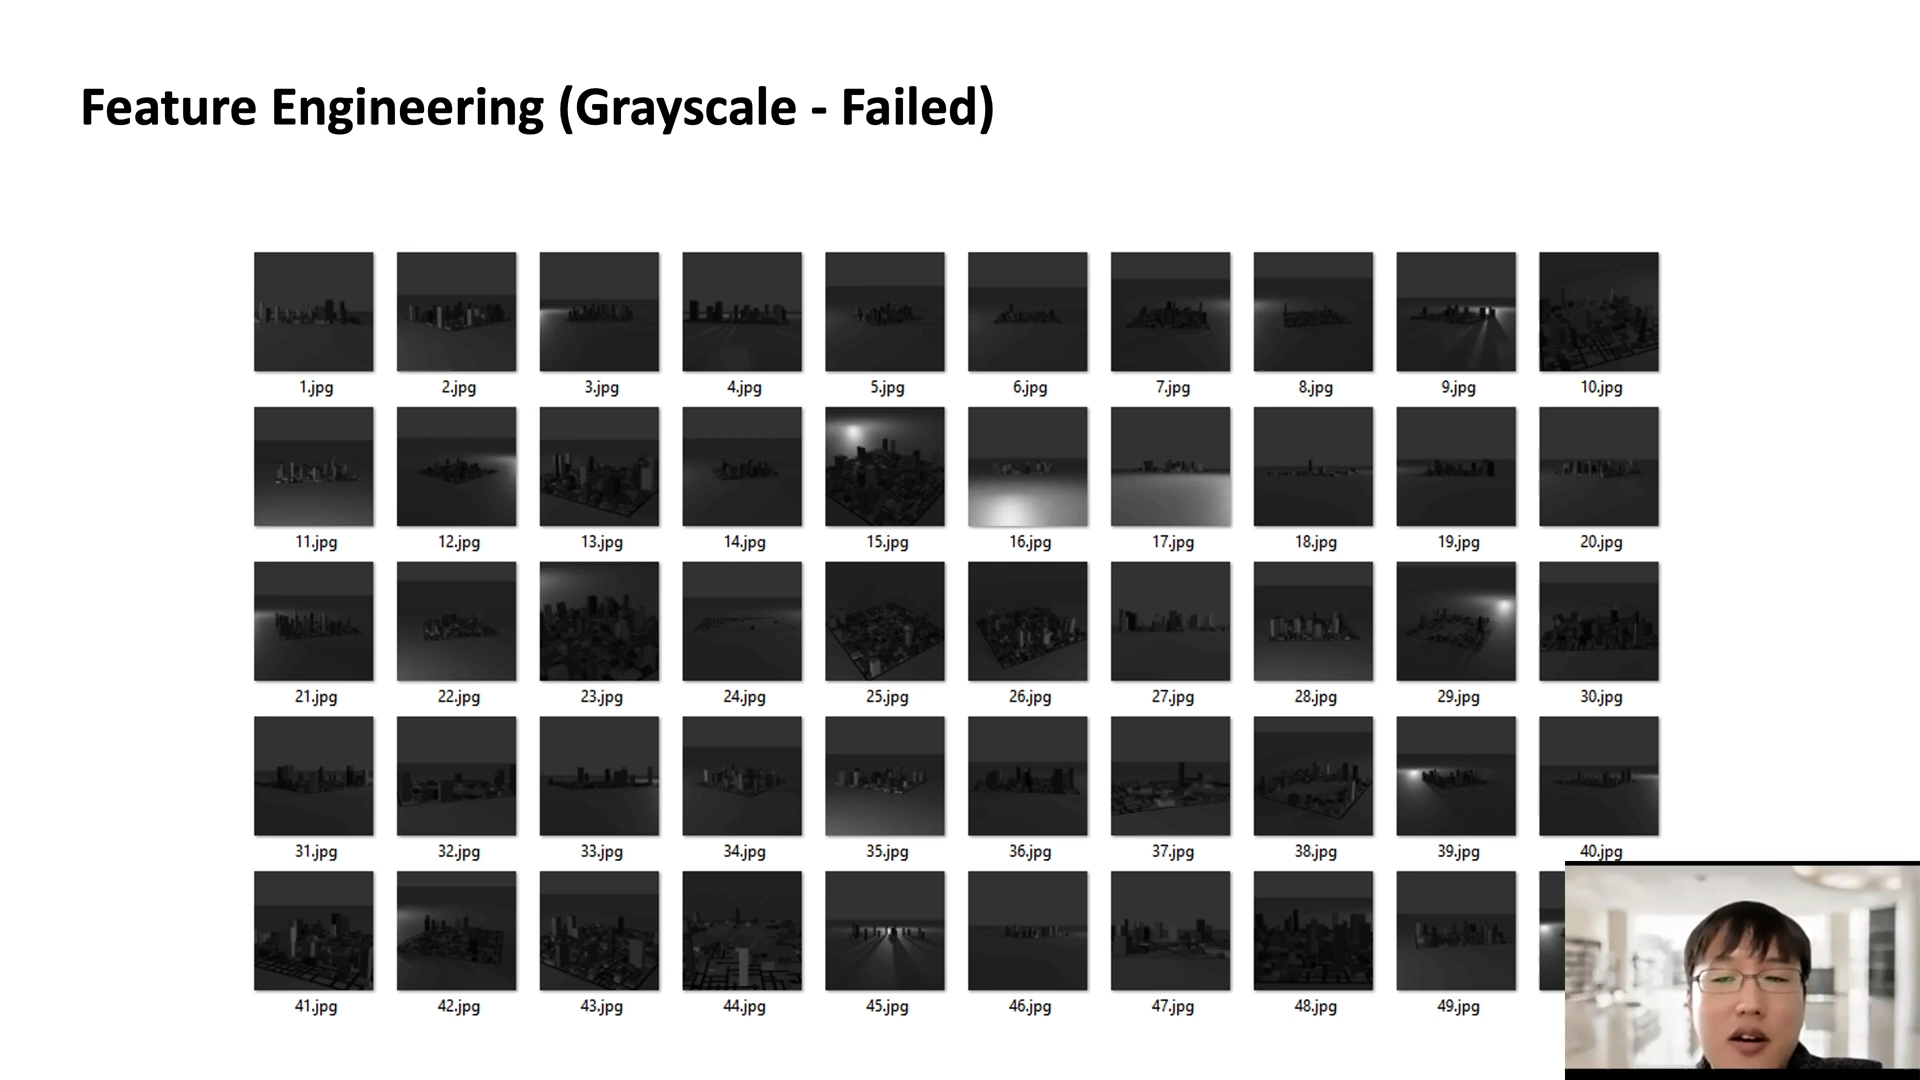 Feature Engineering (Grayscale - Failed)
1.jpg 2.jpg 3.jpg 4.jpg 5.jpg 6.jpg 7.jpg 8.jpg 9.jpg 10.jpg
11.jpg 12.jpg 13.jpg 14.jpg 15.jpg 16.jpg 17.jpg 18.jpg 19.jpg 20.jpg
21.jpg 22.jpg 23.jpg 24.jpg 25.jpg 26.jpg 27.jpg 28.jpg 29.jpg 30.jpg
31.jpg 32.jpg 33.jpg 34.jpg 35.jpg 36.jpg 37.jpg 38.jpg 39.jpg 40.jpg
41.jpg 42.jpg 43.jpg 44.jpg 45.jpg 46.jpg 47.jpg 48.jpg 49.jpg